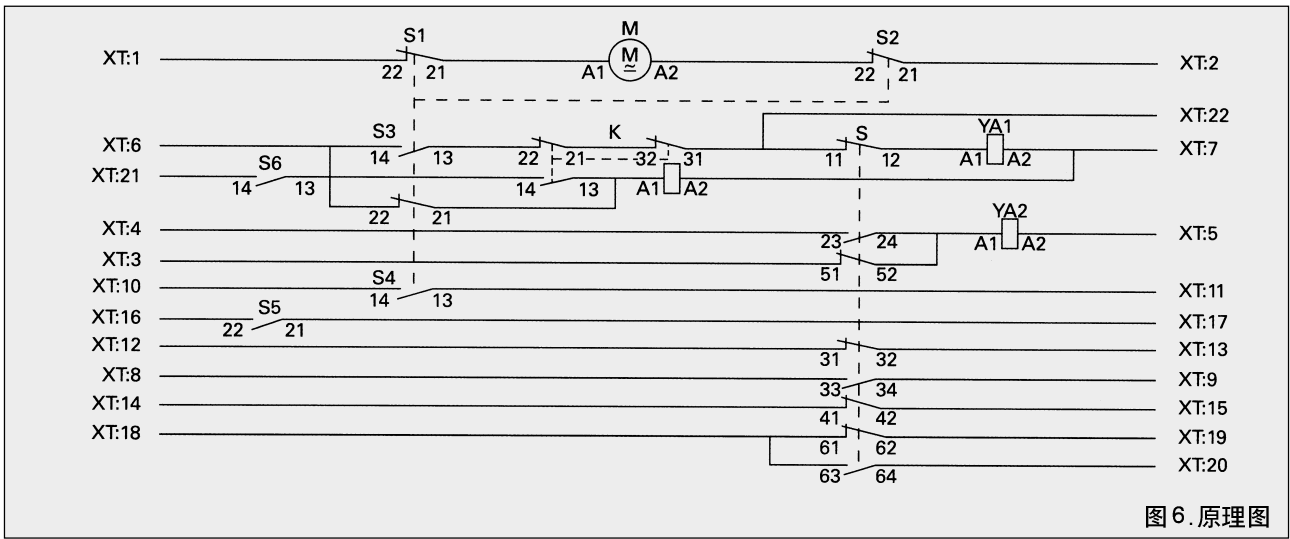 M
S1 S2
XT:1 M XT:2
22 21 A1 ≂ A2 22 21
XT:22
S3 K S YA1
XT:6 14 13 22 21 32 31 11 12 A1 A2 XT:7
S6
XT:21 14 13 14 13 A1 A2
22 21
YA2
XT:4 23 24 A1 A2 XT:5
XT:3 51 52
S4
XT:10 14 13 XT:11
S5
XT:16 22 21 XT:17
XT:12 31 32 XT:13
XT:8 33 34 XT:9
XT:14 41 42 XT:15
XT:18 61 62 XT:19
63 64 XT:20
图6.原理图